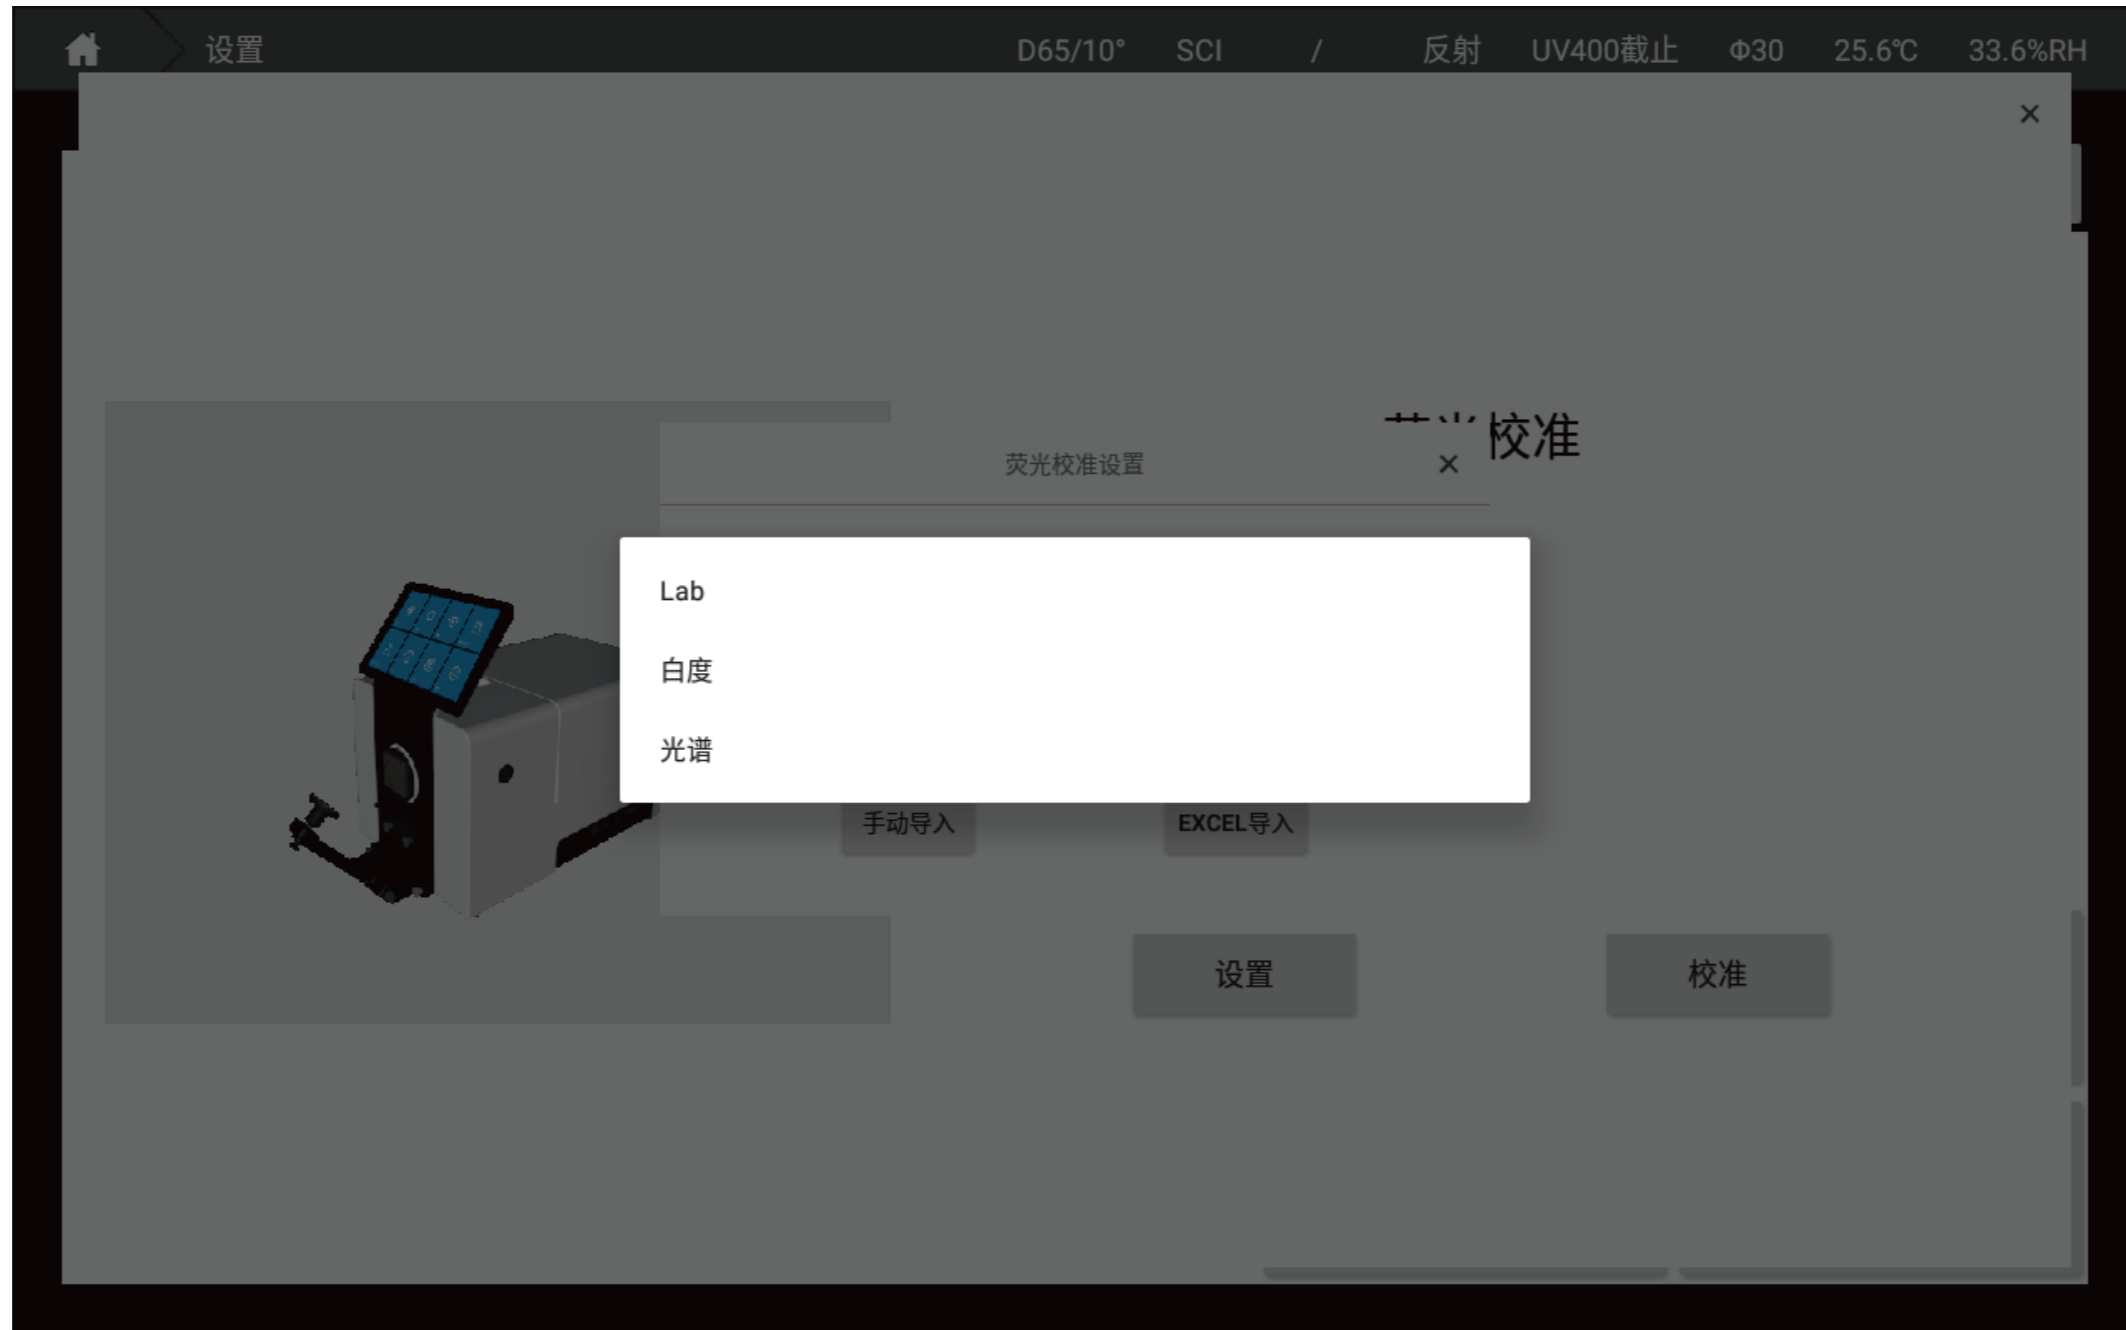 设置 D65/10° SCI / 反射 UV400截止 Φ30 25.6℃ 33.6%RH
校准
荧光校准设置
Lab
白度
光谱
手动导入 EXCEL导入
设置 校准